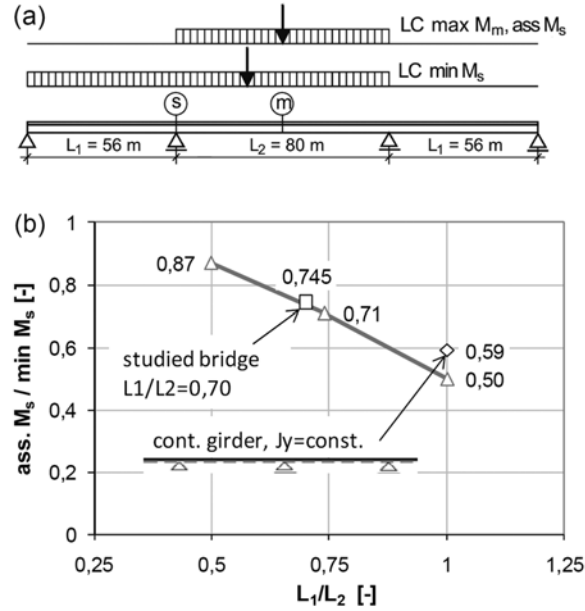 (a)
LC max Mm, ass Ms
LC min Ms
s
m
L1 = 56 m
L2 = 80 m
L1 = 56 m
(b)
ass. Ms / min Ms [-]
1
0,8
0,6
0,4
0,2
0
0,87
0,745
0,71
0,59
0,50
studied bridge
L1/L2=0,70
cont. girder, Jy=const.
0,25
0,5
0,75
1
1,25
L1/L2 [-]